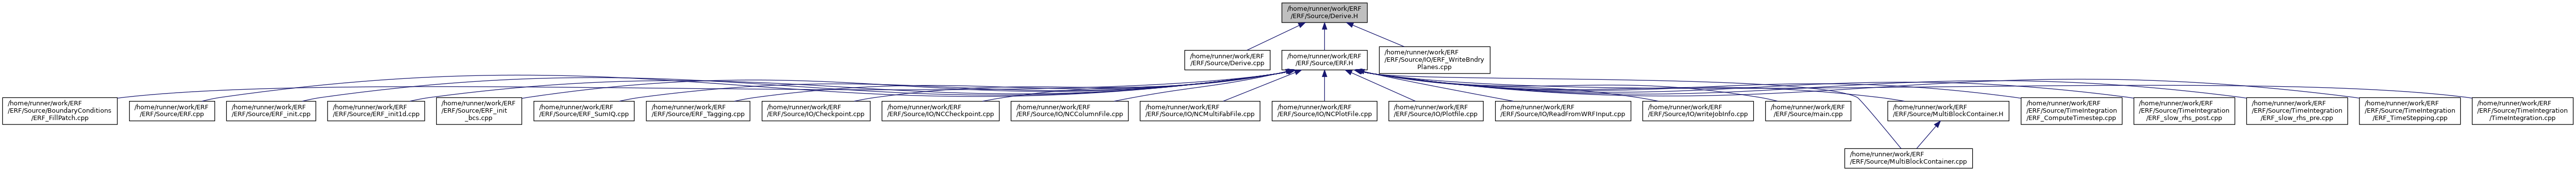 /home/runner/work/ERF
/ERF/Source/Derive.H
/home/runner/work/ERF
/ERF/Source/Derive.cpp
/home/runner/work/ERF
/ERF/Source/ERF.H
/home/runner/work/ERF
/ERF/Source/IO/ERF_WriteBndry
Planes.cpp
/home/runner/work/ERF
/ERF/Source/BoundaryConditions
/ERF_FillPatch.cpp
/home/runner/work/ERF
/ERF/Source/ERF.cpp
/home/runner/work/ERF
/ERF/Source/ERF_init.cpp
/home/runner/work/ERF
/ERF/Source/ERF_init1d.cpp
/home/runner/work/ERF
/ERF/Source/ERF_init
_bcs.cpp
/home/runner/work/ERF
/ERF/Source/ERF_SumIQ.cpp
/home/runner/work/ERF
/ERF/Source/ERF_Tagging.cpp
/home/runner/work/ERF
/ERF/Source/IO/Checkpoint.cpp
/home/runner/work/ERF
/ERF/Source/IO/NCCheckpoint.cpp
/home/runner/work/ERF
/ERF/Source/IO/NCColumnFile.cpp
/home/runner/work/ERF
/ERF/Source/IO/NCMultiFabFile.cpp
/home/runner/work/ERF
/ERF/Source/IO/NCPlotFile.cpp
/home/runner/work/ERF
/ERF/Source/IO/Plotfile.cpp
/home/runner/work/ERF
/ERF/Source/IO/ReadFromWRFInput.cpp
/home/runner/work/ERF
/ERF/Source/IO/writeJobInfo.cpp
/home/runner/work/ERF
/ERF/Source/main.cpp
/home/runner/work/ERF
/ERF/Source/MultiBlockContainer.H
/home/runner/work/ERF
/ERF/Source/TimeIntegration
/ERF_ComputeTimestep.cpp
/home/runner/work/ERF
/ERF/Source/TimeIntegration
/ERF_slow_rhs_post.cpp
/home/runner/work/ERF
/ERF/Source/TimeIntegration
/ERF_slow_rhs_pre.cpp
/home/runner/work/ERF
/ERF/Source/TimeIntegration
/ERF_TimeStepping.cpp
/home/runner/work/ERF
/ERF/Source/TimeIntegration
/TimeIntegration.cpp
/home/runner/work/ERF
/ERF/Source/MultiBlockContainer.cpp